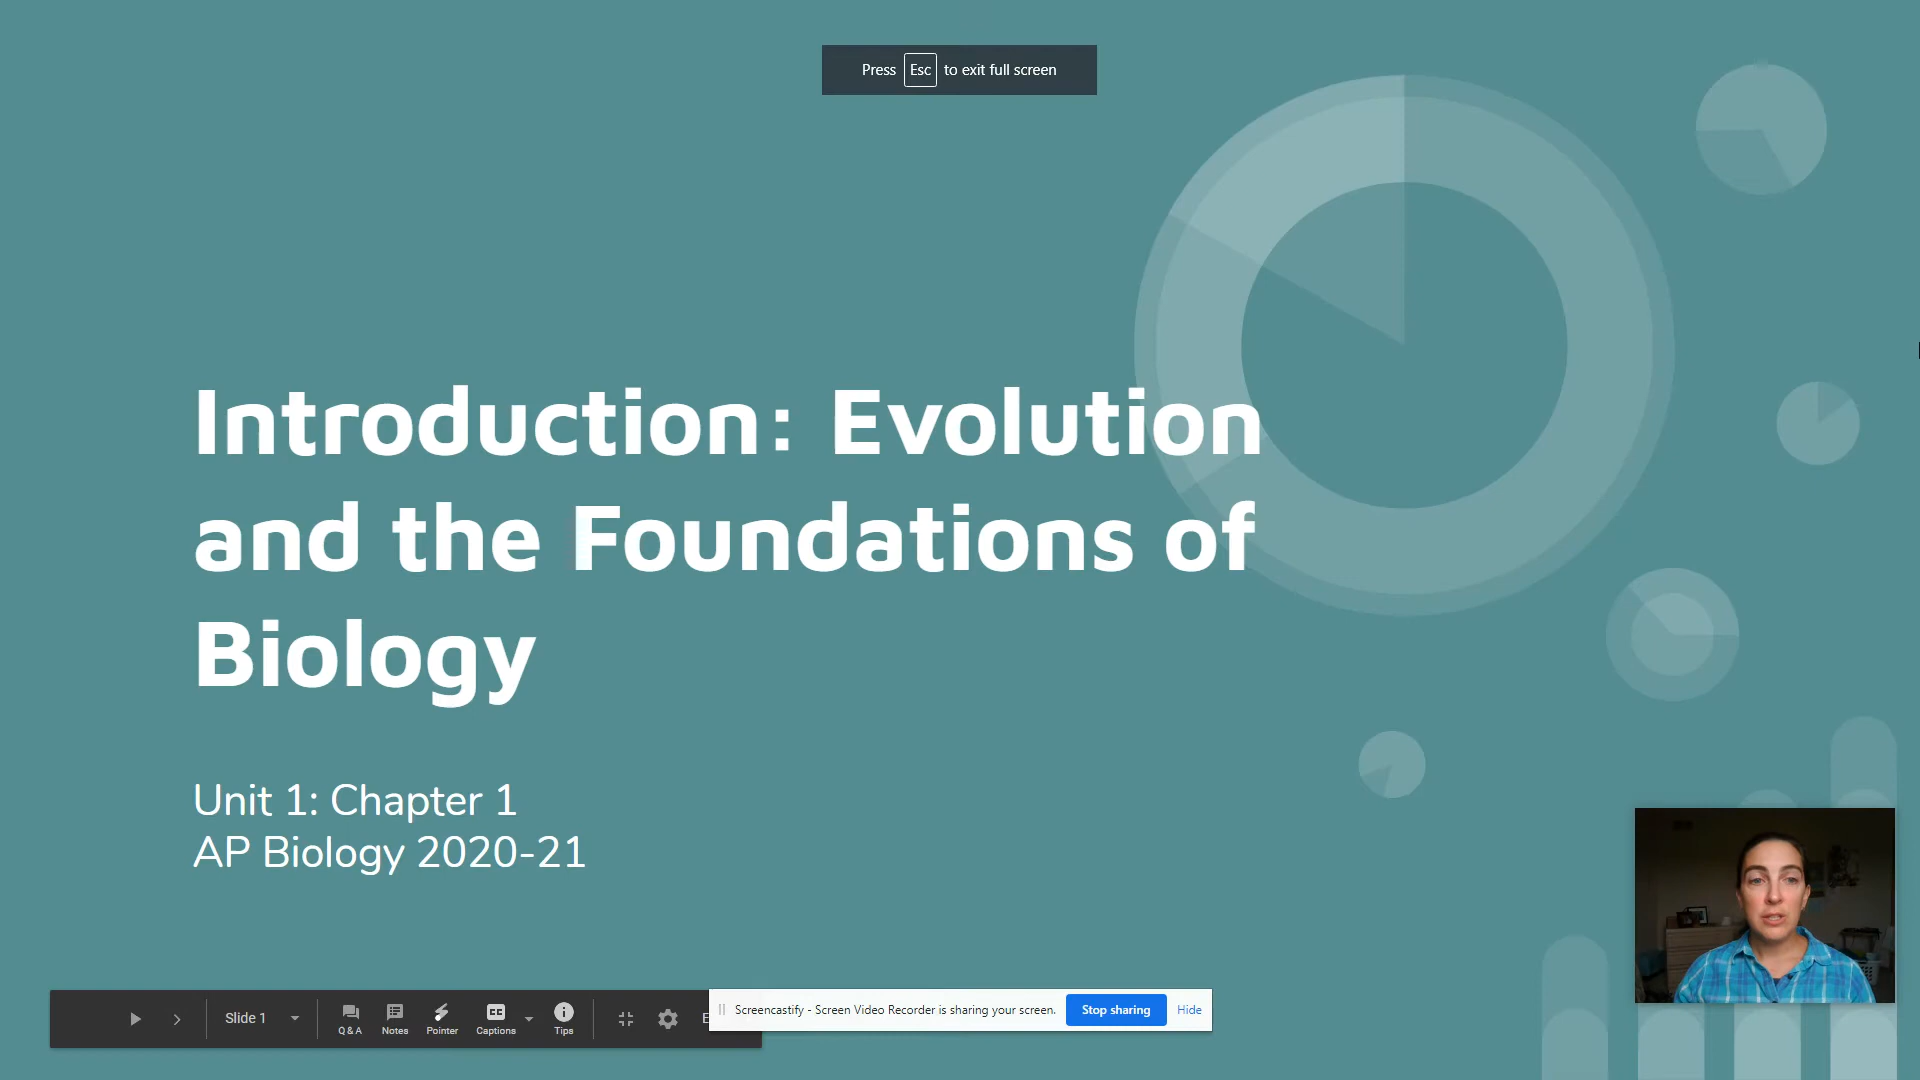 Press Esc to exit full screen
Introduction: Evolution
and the Foundations of
Biology
Unit 1: Chapter 1
AP Biology 2020-21
Slide 1
Q & A
Notes
Pointer
CC
Captions
Tips
Screencastify - Screen Video Recorder is sharing your screen.
Stop sharing
Hide